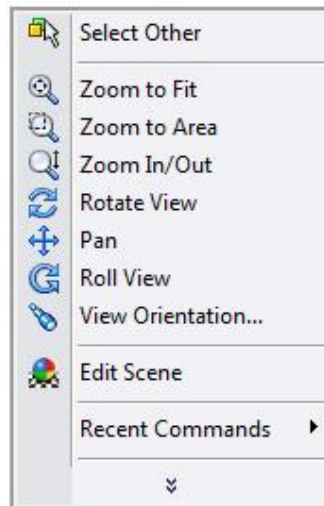 Select Other
Zoom to Fit
Zoom to Area
Zoom In/Out
Rotate View
Pan
Roll View
View Orientation...
Edit Scene
Recent Commands